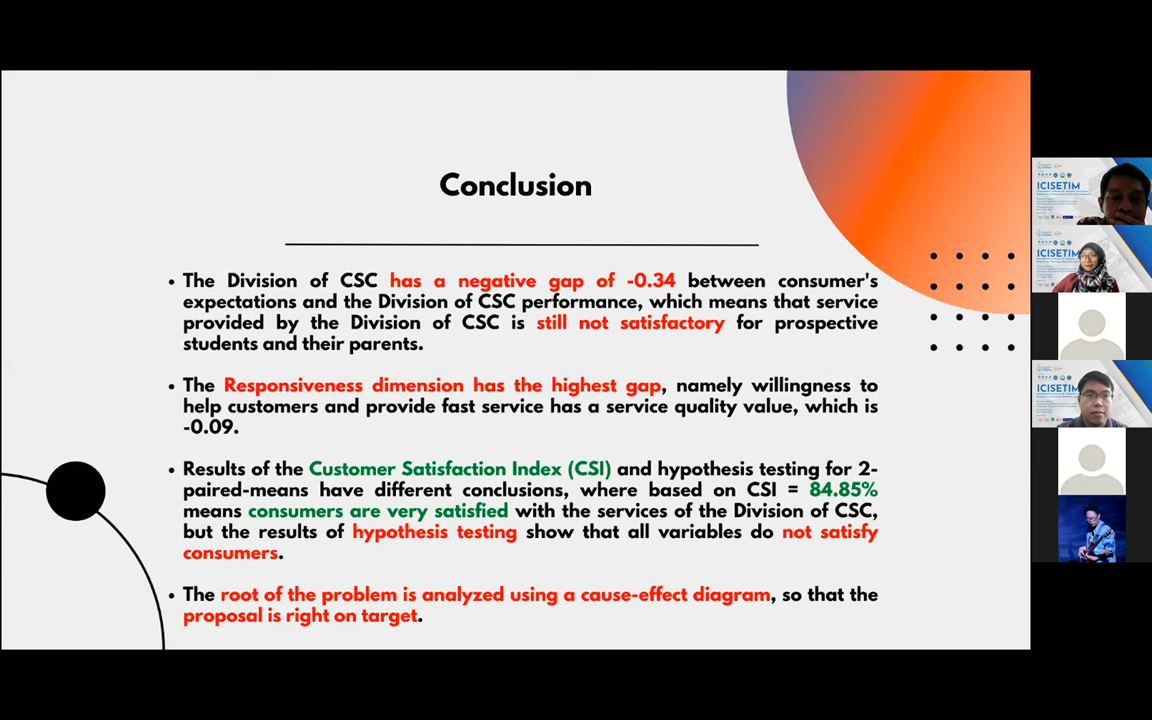 Conclusion
• The Division of CSC has a negative gap of -0.34 between consumer's
expectations and the Division of CSC performance, which means that service
provided by the Division of CSC is still not satisfactory for prospective
students and their parents.
• The Responsiveness dimension has the highest gap, namely willingness to
help customers and provide fast service has a service quality value, which is
-0.09.
• Results of the Customer Satisfaction Index (CSI) and hypothesis testing for 2-
paired-means have different conclusions, where based on CSI = 84.85%
means consumers are very satisfied with the services of the Division of CSC,
but the results of hypothesis testing show that all variables do not satisfy
consumers.
• The root of the problem is analyzed using a cause-effect diagram, so that the
proposal is right on target.
ICISETIM
ICISETIM
ICISETIM